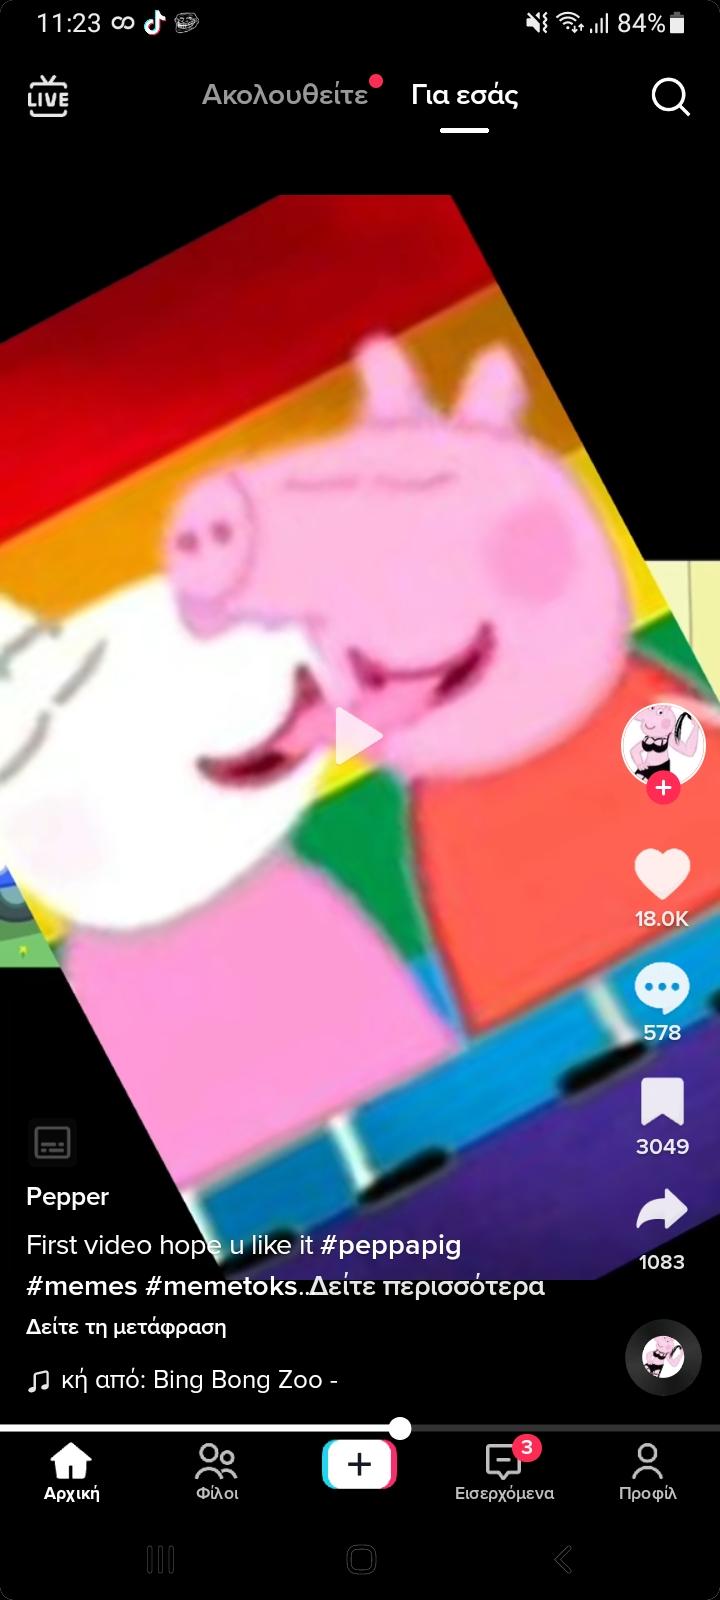 11:23
84%
LIVE
Ακολουθείτε
Για εσάς
18.0K
578
3049
1083
Pepper
First video hope u like it #peppapig
#memes #memetoks..Δείτε περισσότερα
Δείτε τη μετάφραση
κή από: Bing Bong Zoo -
3
Αρχική
Φίλοι
Εισερχόμενα
Προφίλ